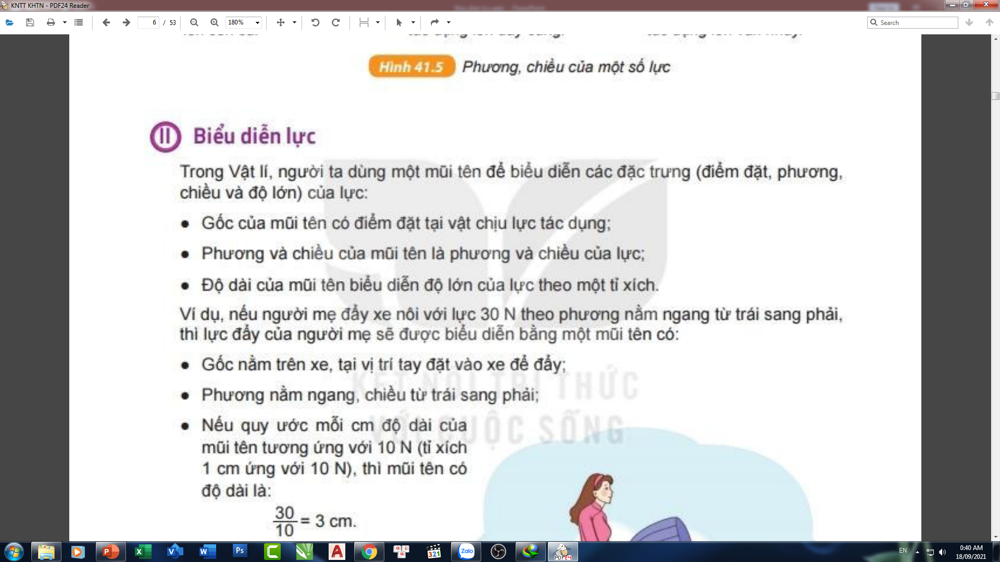 KNTT KHTN - PDF24 Reader
6 / 53
180%
Search
Hình 41.5 Phương, chiều của một số lực
II Biểu diễn lực
Trong Vật lí, người ta dùng một mũi tên để biểu diễn các đặc trưng (điểm đặt, phương,
chiều và độ lớn) của lực:
● Gốc của mũi tên có điểm đặt tại vật chịu lực tác dụng;
● Phương và chiều của mũi tên là phương và chiều của lực;
● Độ dài của mũi tên biểu diễn độ lớn của lực theo một tỉ xích.
Ví dụ, nếu người mẹ đẩy xe nôi với lực 30 N theo phương nằm ngang từ trái sang phải,
thì lực đẩy của người mẹ sẽ được biểu diễn bằng một mũi tên có:
● Gốc nằm trên xe, tại vị trí tay đặt vào xe để đẩy;
KẾT NỐI TRI THỨC
● Phương nằm ngang, chiều từ trái sang phải;
VỚI CUỘC SỐNG
● Nếu quy ước mỗi cm độ dài của
mũi tên tương ứng với 10 N (tỉ xích
1 cm ứng với 10 N), thì mũi tên có
độ dài là:
30/10 = 3 cm.
EN
0:40 AM
18/09/2021
Zalo
Ps
321
PDF24